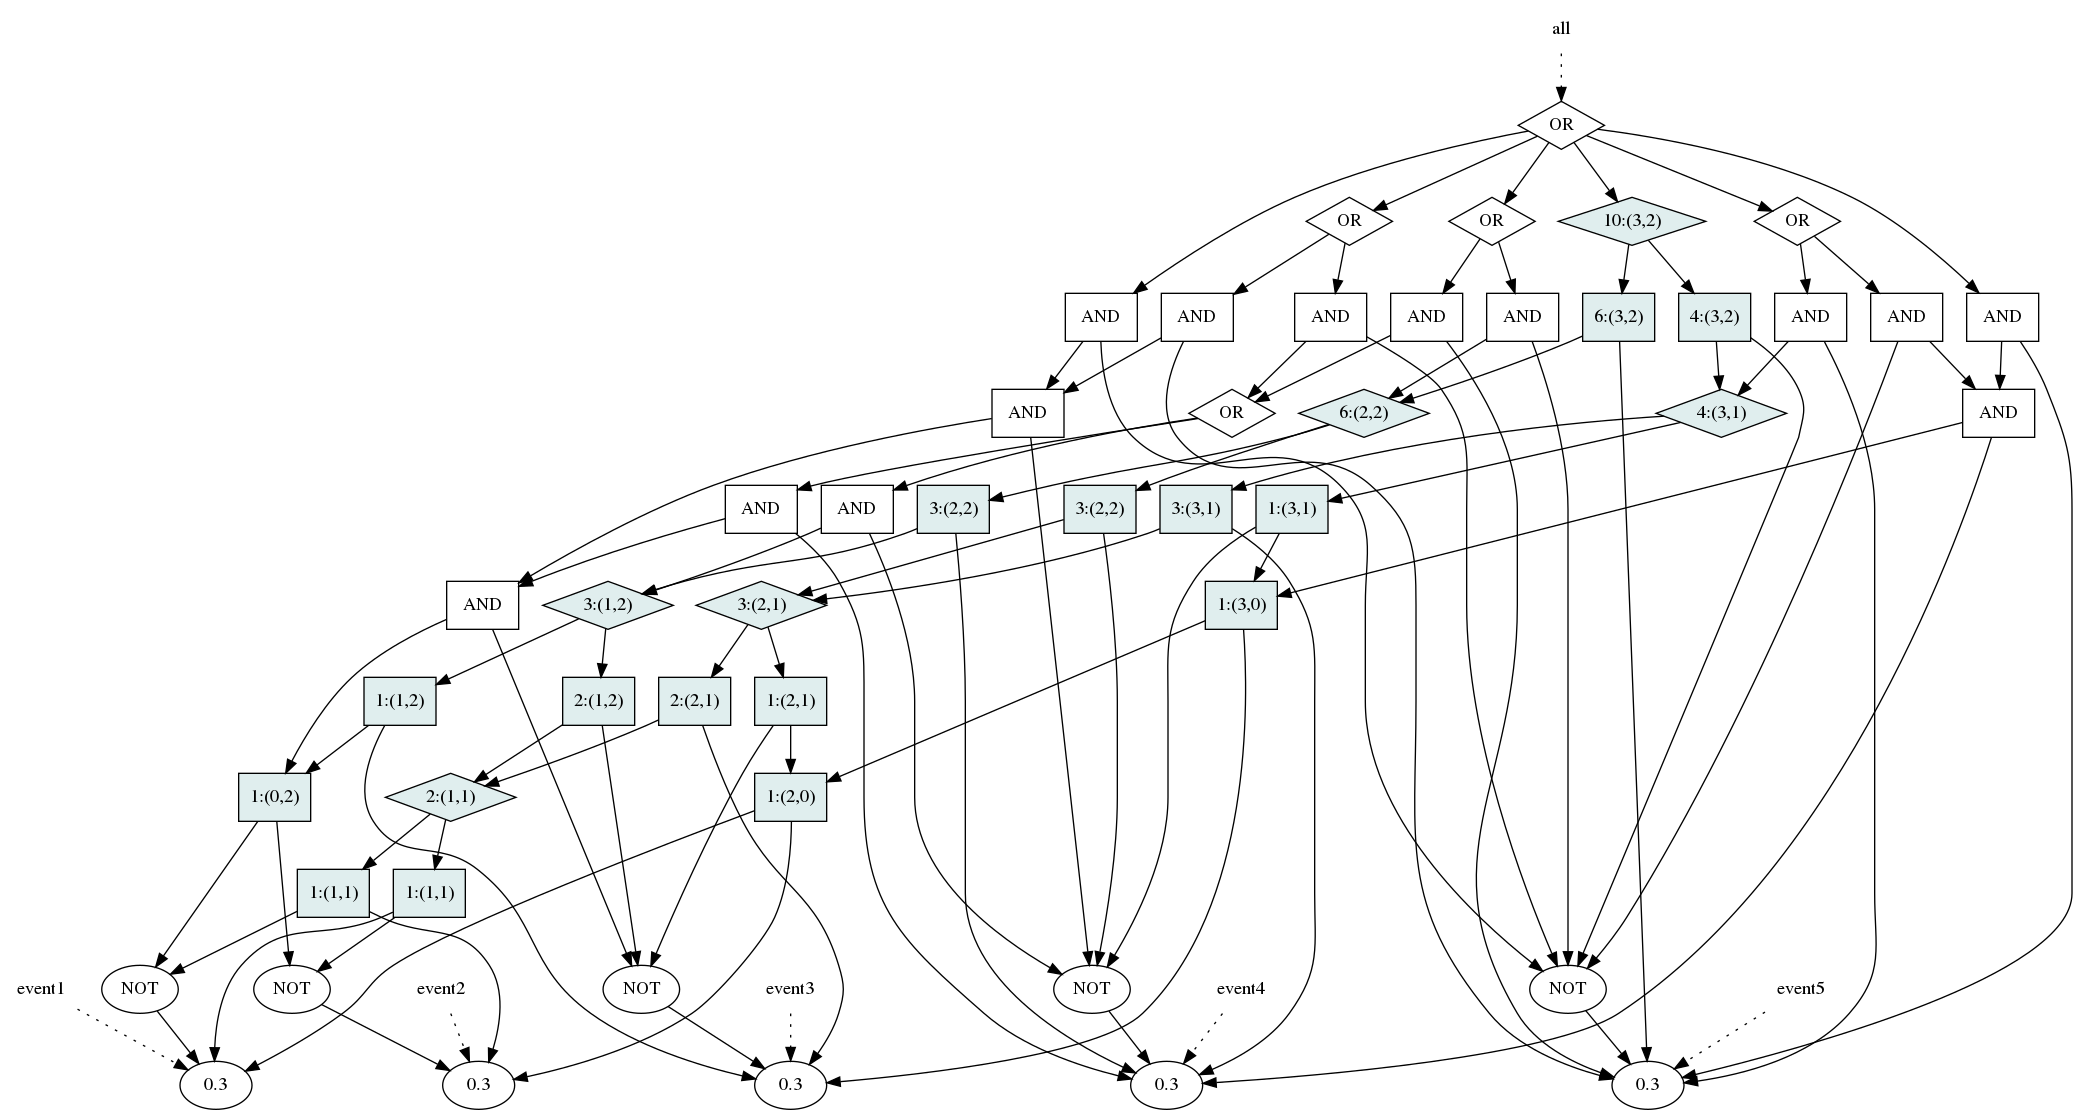 all
OR
OR
OR
10:(3,2)
OR
AND
AND
AND
AND
AND
6:(3,2)
4:(3,2)
AND
AND
AND
AND
OR
6:(2,2)
4:(3,1)
AND
AND
AND
3:(2,2)
3:(2,2)
3:(3,1)
1:(3,1)
AND
3:(1,2)
3:(2,1)
1:(3,0)
1:(1,2)
2:(1,2)
2:(2,1)
1:(2,1)
1:(0,2)
2:(1,1)
1:(2,0)
1:(1,1)
1:(1,1)
event1
NOT
NOT
event2
NOT
event3
NOT
event4
NOT
event5
0.3
0.3
0.3
0.3
0.3